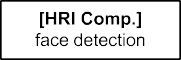 [HRI Comp.]
face detection